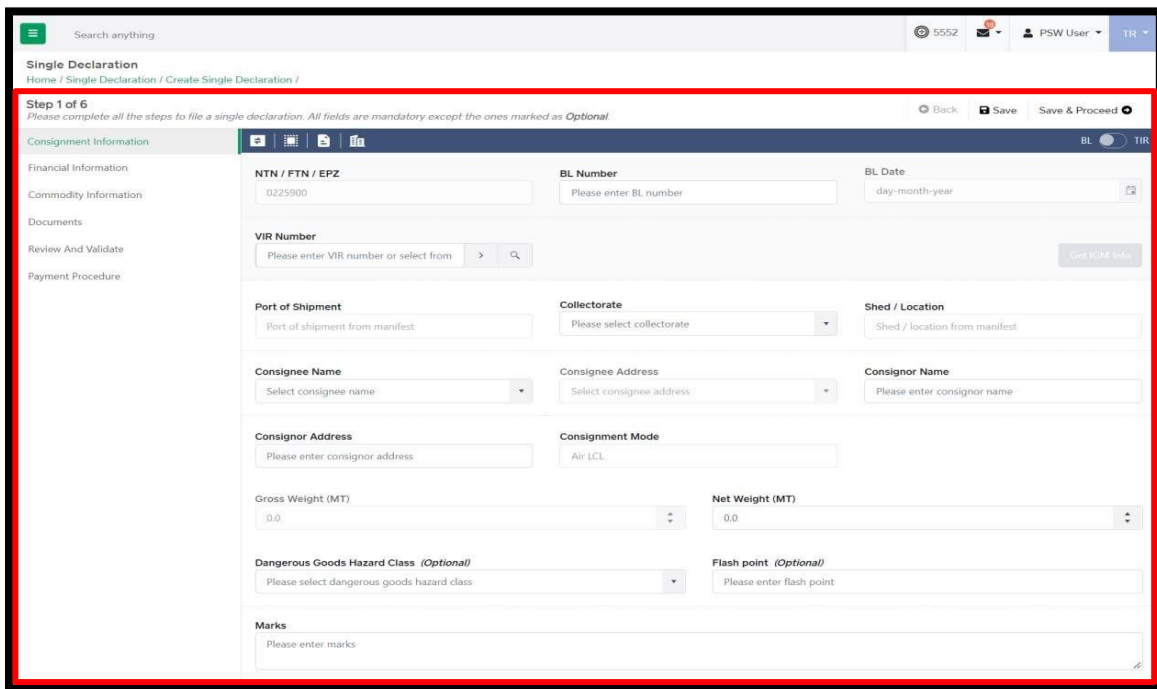 Search anything
5552
PSW User
TR
Single Declaration
Home / Single Declaration / Create Single Declaration /
Step 1 of 6
Please complete all the steps to file a single declaration. All fields are mandatory except the ones marked as Optional.
Back
Save
Save & Proceed
Consignment Information
Financial Information
Commodity Information
Documents
Review And Validate
Payment Procedure
BL
TIR
NTN / FTN / EPZ
BL Number
BL Date
0225900
Please enter BL number
day-month-year
VIR Number
Please enter VIR number or select from
Get IGM Info
Port of Shipment
Collectorate
Shed / Location
Port of shipment from manifest
Please select collectorate
Shed / location from manifest
Consignee Name
Consignee Address
Consignor Name
Select consignee name
Select consignee address
Please enter consignor name
Consignor Address
Consignment Mode
Please enter consignor address
Air LCL
Gross Weight (MT)
Net Weight (MT)
0.0
0.0
Dangerous Goods Hazard Class (Optional)
Flash point (Optional)
Please select dangerous goods hazard class
Please enter flash point
Marks
Please enter marks